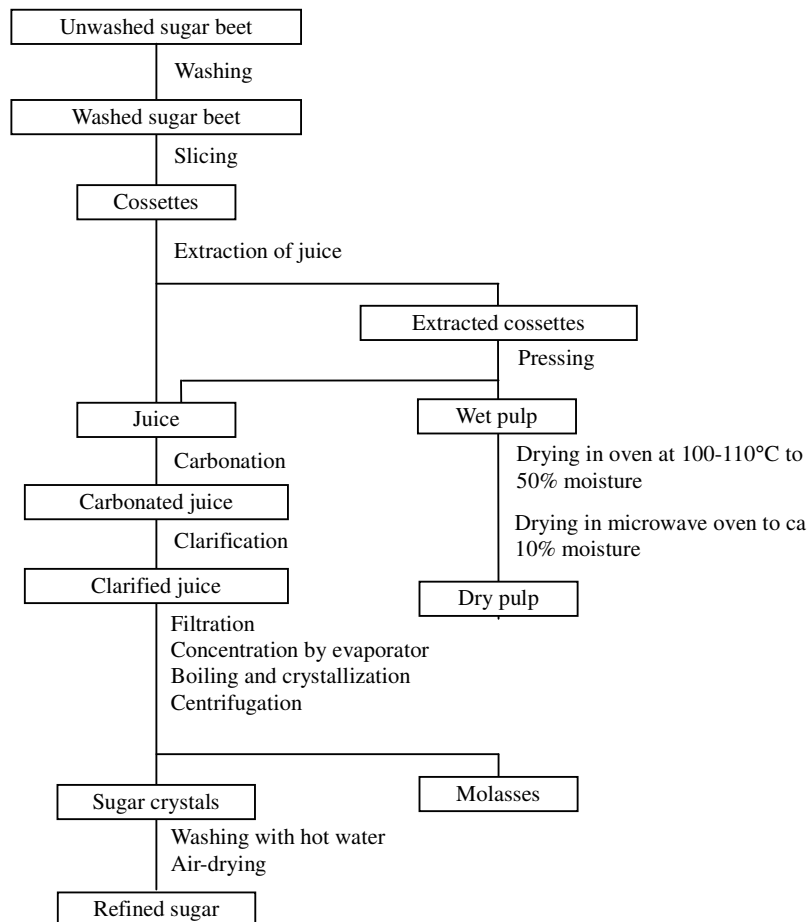 Unwashed sugar beet
Washing
Washed sugar beet
Slicing
Cossettes
Extraction of juice
Extracted cossettes
Pressing
Juice
Wet pulp
Carbonation
Drying in oven at 100-110°C to
50% moisture
Carbonated juice
Clarification
Drying in microwave oven to ca
10% moisture
Clarified juice
Dry pulp
Filtration
Concentration by evaporator
Boiling and crystallization
Centrifugation
Sugar crystals
Molasses
Washing with hot water
Air-drying
Refined sugar